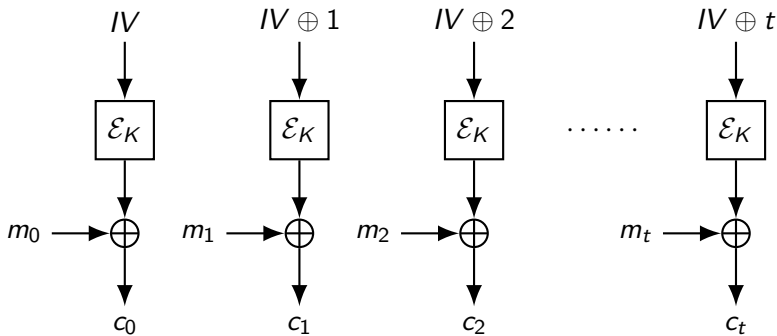 IV IV ⊕ 1 IV ⊕ 2 IV ⊕ t
ℰ_K ℰ_K ℰ_K ...... ℰ_K
m_0 m_1 m_2 m_t
c_0 c_1 c_2 c_t